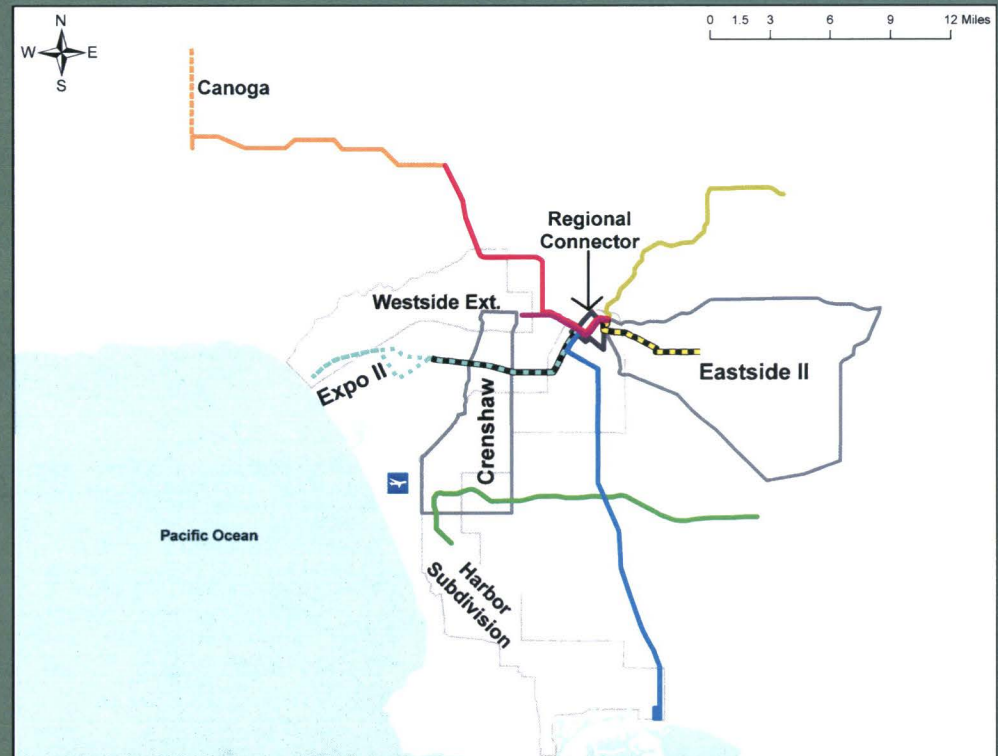 N
W E
S
0 1.5 3 6 9 12 Miles
Canoga
Regional
Connector
Westside Ext.
Expo II
Crenshaw
Eastside II
Pacific Ocean
Harbor
Subdivision